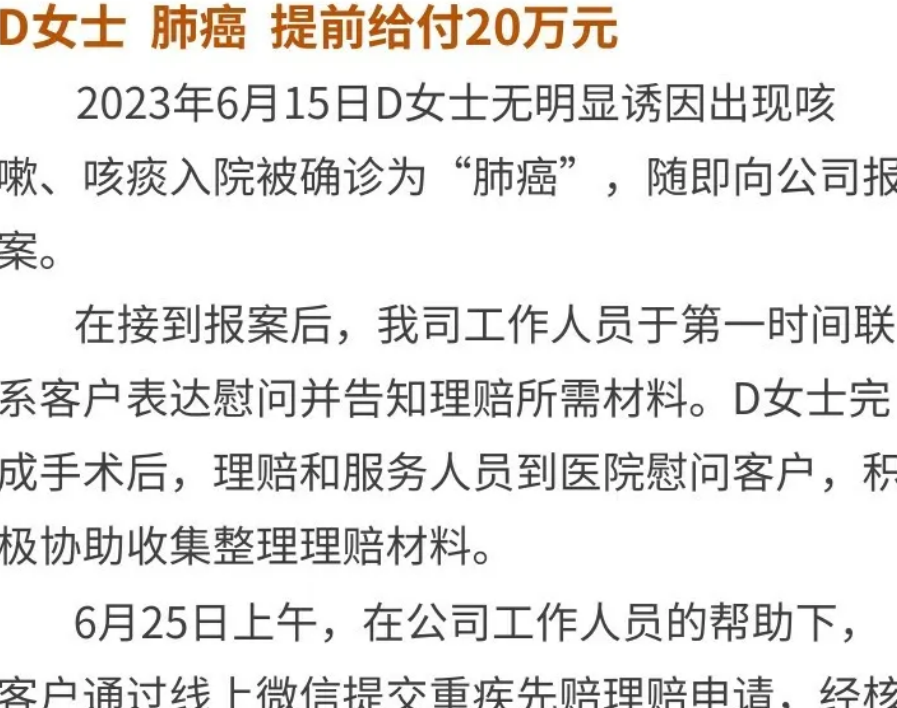 D女士 肺癌 提前给付20万元
2023年6月15日D女士无明显诱因出现咳
嗽、咳痰入院被确诊为“肺癌”，随即向公司报
案。
在接到报案后，我司工作人员于第一时间联
系客户表达慰问并告知理赔所需材料。D女士完
成手术后，理赔和服务人员到医院慰问客户，积
极协助收集整理理赔材料。
6月25日上午，在公司工作人员的帮助下，
客户通过线上微信提交重疾先赔理赔申请，经核